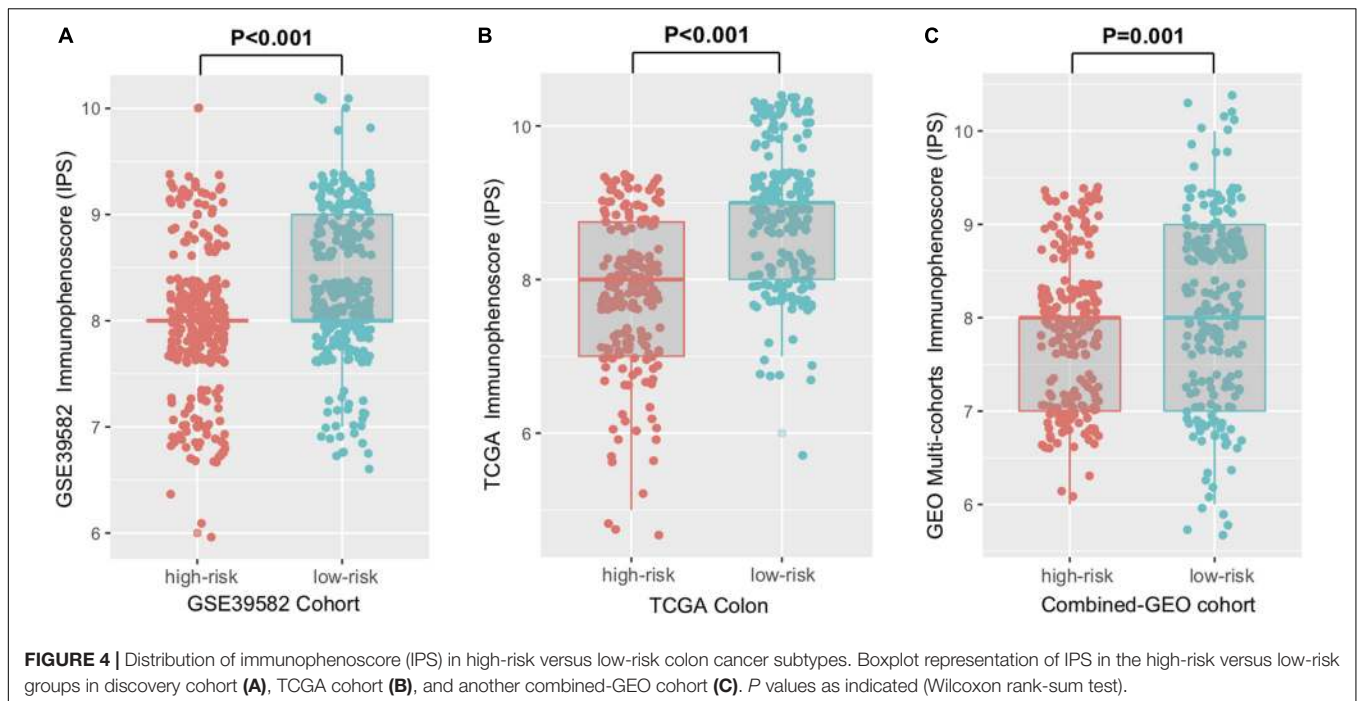 A
P<0.001
GSE39582 Immunophenoscore (IPS)
10
9
8
7
6
high-risk
low-risk
GSE39582 Cohort
B
P<0.001
TCGA Immunophenoscore (IPS)
10
8
6
high-risk
low-risk
TCGA Colon
C
P=0.001
GEO Multi-cohorts Immunophenoscore (IPS)
10
9
8
7
6
high-risk
low-risk
Combined-GEO cohort
FIGURE 4 | Distribution of immunophenoscore (IPS) in high-risk versus low-risk colon cancer subtypes. Boxplot representation of IPS in the high-risk versus low-risk
groups in discovery cohort (A), TCGA cohort (B), and another combined-GEO cohort (C). P values as indicated (Wilcoxon rank-sum test).